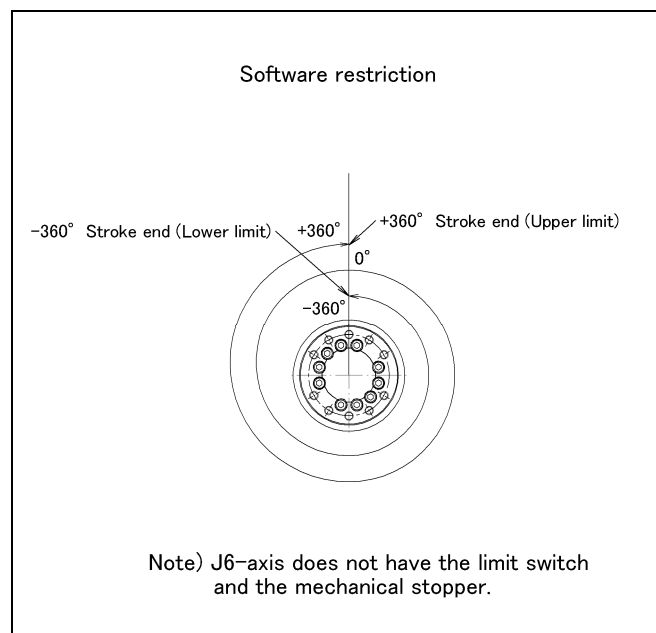 Software restriction
-360° Stroke end (Lower limit)
+360°
+360° Stroke end (Upper limit)
0°
-360°
Note) J6-axis does not have the limit switch
and the mechanical stopper.